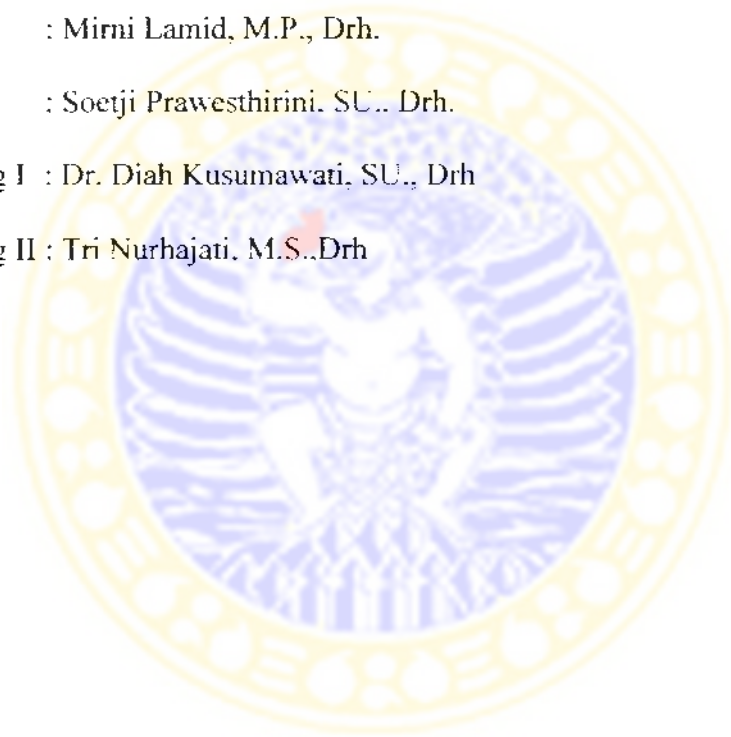 : Mirni Lamid, M.P., Drh.
: Soetji Prawesthirini, SU., Drh.
g I : Dr. Diah Kusumawati, SU., Drh
g II : Tri Nurhajati, M.S.,Drh